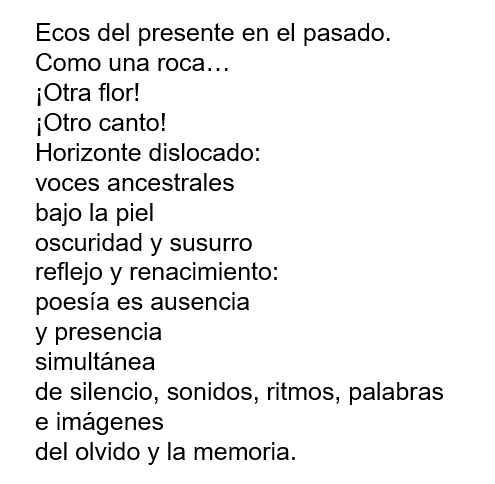 Ecos del presente en el pasado.
Como una roca…
¡Otra flor!
¡Otro canto!
Horizonte dislocado:
voces ancestrales
bajo la piel
oscuridad y susurro
reflejo y renacimiento:
poesía es ausencia
y presencia
simultánea
de silencio, sonidos, ritmos, palabras
e imágenes
del olvido y la memoria.